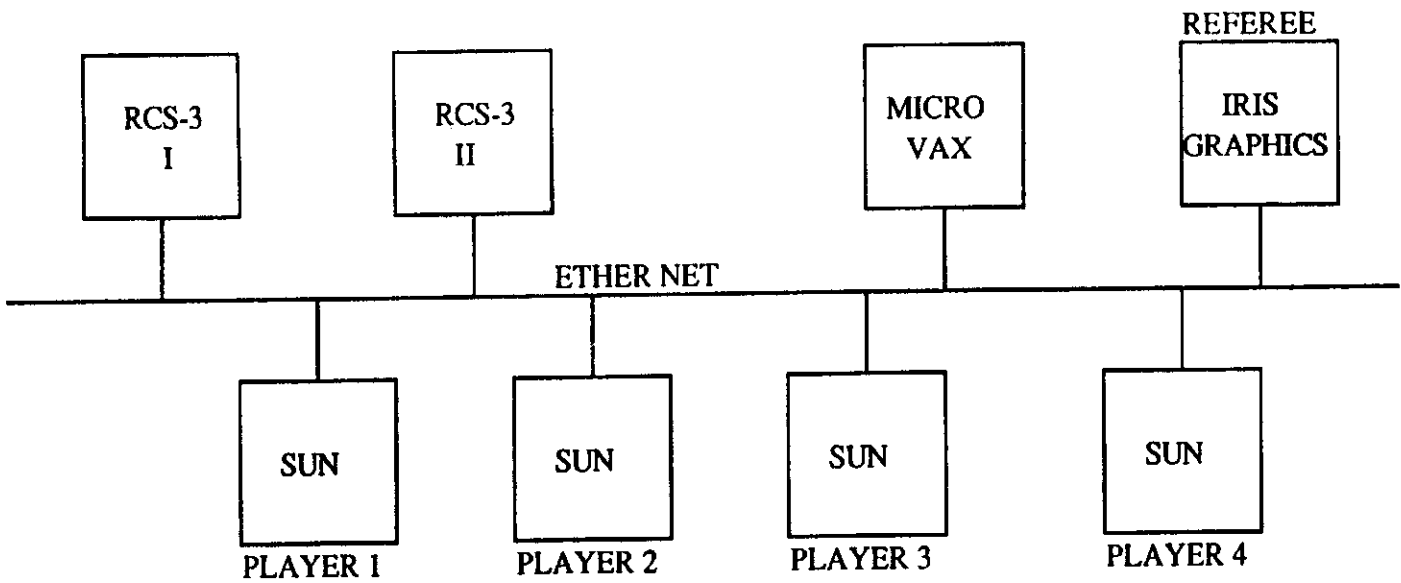 REFEREE
RCS-3
I
RCS-3
II
MICRO
VAX
IRIS
GRAPHICS
ETHER NET
SUN
PLAYER 1
SUN
PLAYER 2
SUN
PLAYER 3
SUN
PLAYER 4